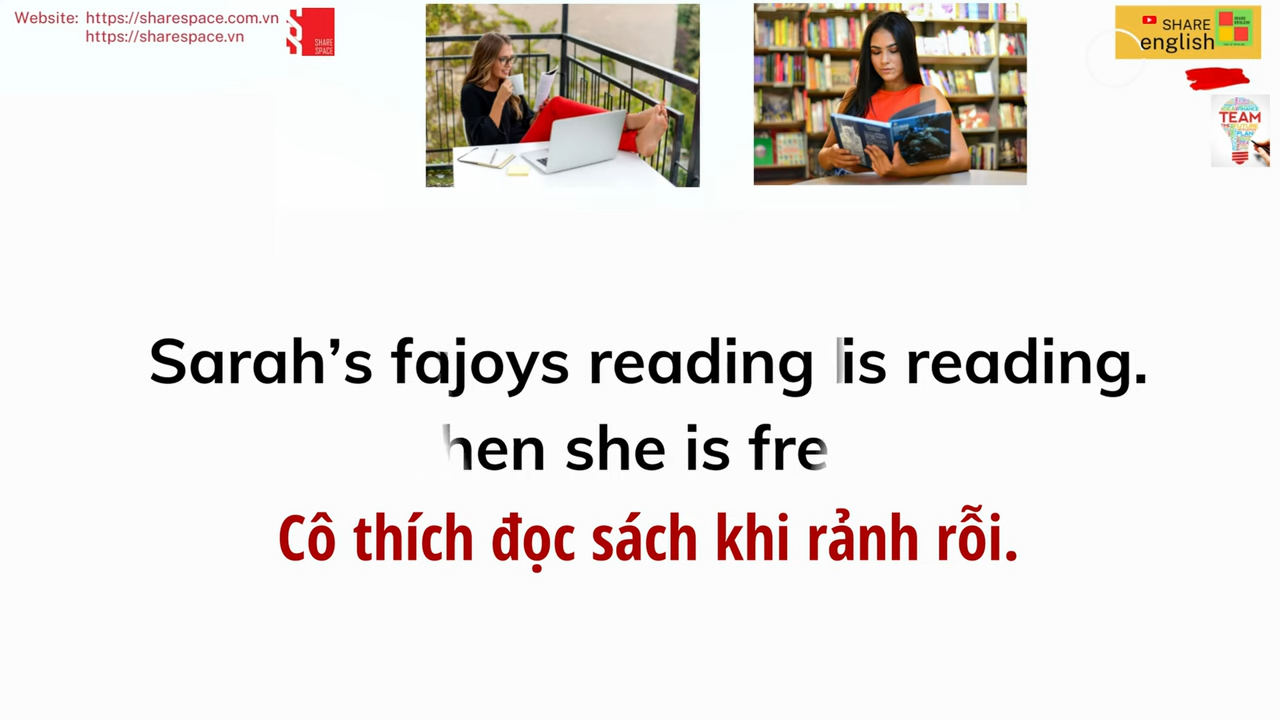 Website: https://sharespace.com.vn
https://sharespace.vn
SHARE
SPACE
SHARE
english
TEAM
PLAN
Sarah's fajoys reading is reading.
hen she is fre
Cô thích đọc sách khi rảnh rỗi.